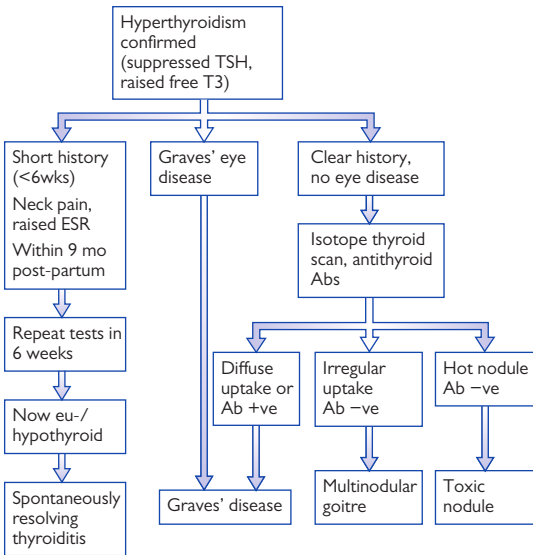 Hyperthyroidism
confirmed
(suppressed TSH,
raised free T3)
Short history
(<6wks)
Neck pain,
raised ESR
Within 9 mo
post-partum
Graves' eye
disease
Clear history,
no eye disease
Isotope thyroid
scan, antithyroid
Abs
Repeat tests in
6 weeks
Diffuse
uptake or
Ab +ve
Irregular
uptake
Ab −ve
Hot nodule
Ab −ve
Now eu-/
hypothyroid
Spontaneously
resolving
thyroiditis
Graves' disease
Multinodular
goitre
Toxic
nodule